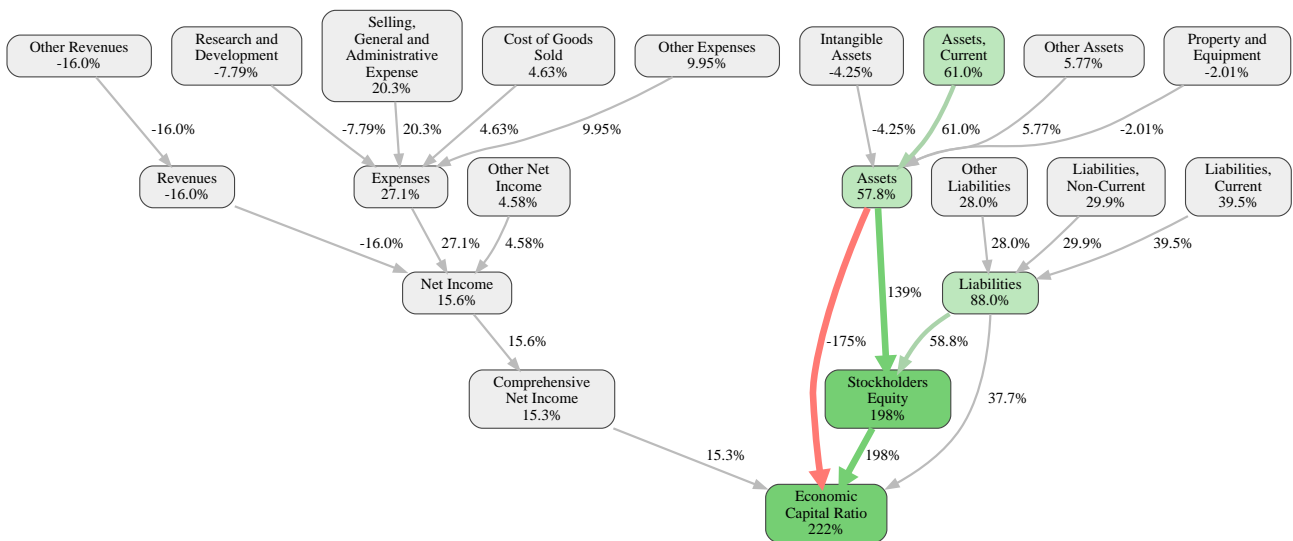 Other Revenues
-16.0%
Research and
Development
-7.79%
Selling,
General and
Administrative
Expense
20.3%
Cost of Goods
Sold
4.63%
Other Expenses
9.95%
Intangible
Assets
-4.25%
Assets,
Current
61.0%
Other Assets
5.77%
Property and
Equipment
-2.01%
-16.0%
-7.79%
20.3%
4.63%
9.95%
-4.25%
61.0%
5.77%
-2.01%
Revenues
-16.0%
Expenses
27.1%
Other Net
Income
4.58%
Assets
57.8%
Other
Liabilities
28.0%
Liabilities,
Non-Current
29.9%
Liabilities,
Current
39.5%
-16.0%
27.1%
4.58%
28.0%
29.9%
39.5%
Net Income
15.6%
Liabilities
88.0%
139%
15.6%
-175%
58.8%
Comprehensive
Net Income
15.3%
Stockholders
Equity
198%
37.7%
15.3%
198%
Economic
Capital Ratio
222%